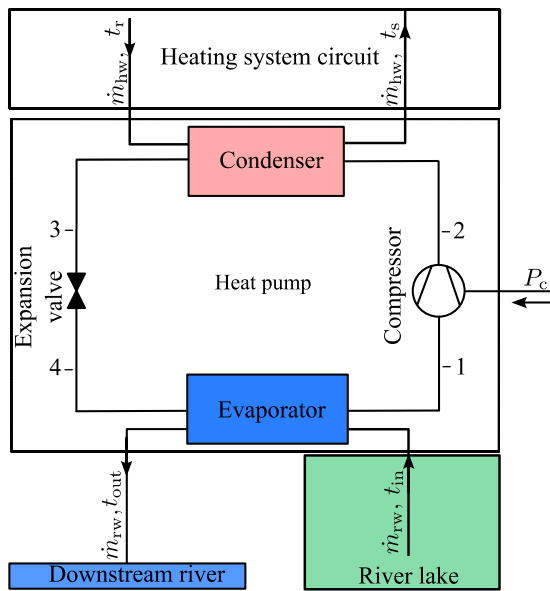 ṁhw, tr
ṁhw, ts
Heating system circuit
Condenser
3
2
Expansion
valve
Heat pump
Compressor
Pc
4
1
Evaporator
ṁrw, tout
ṁrw, tin
Downstream river
River lake